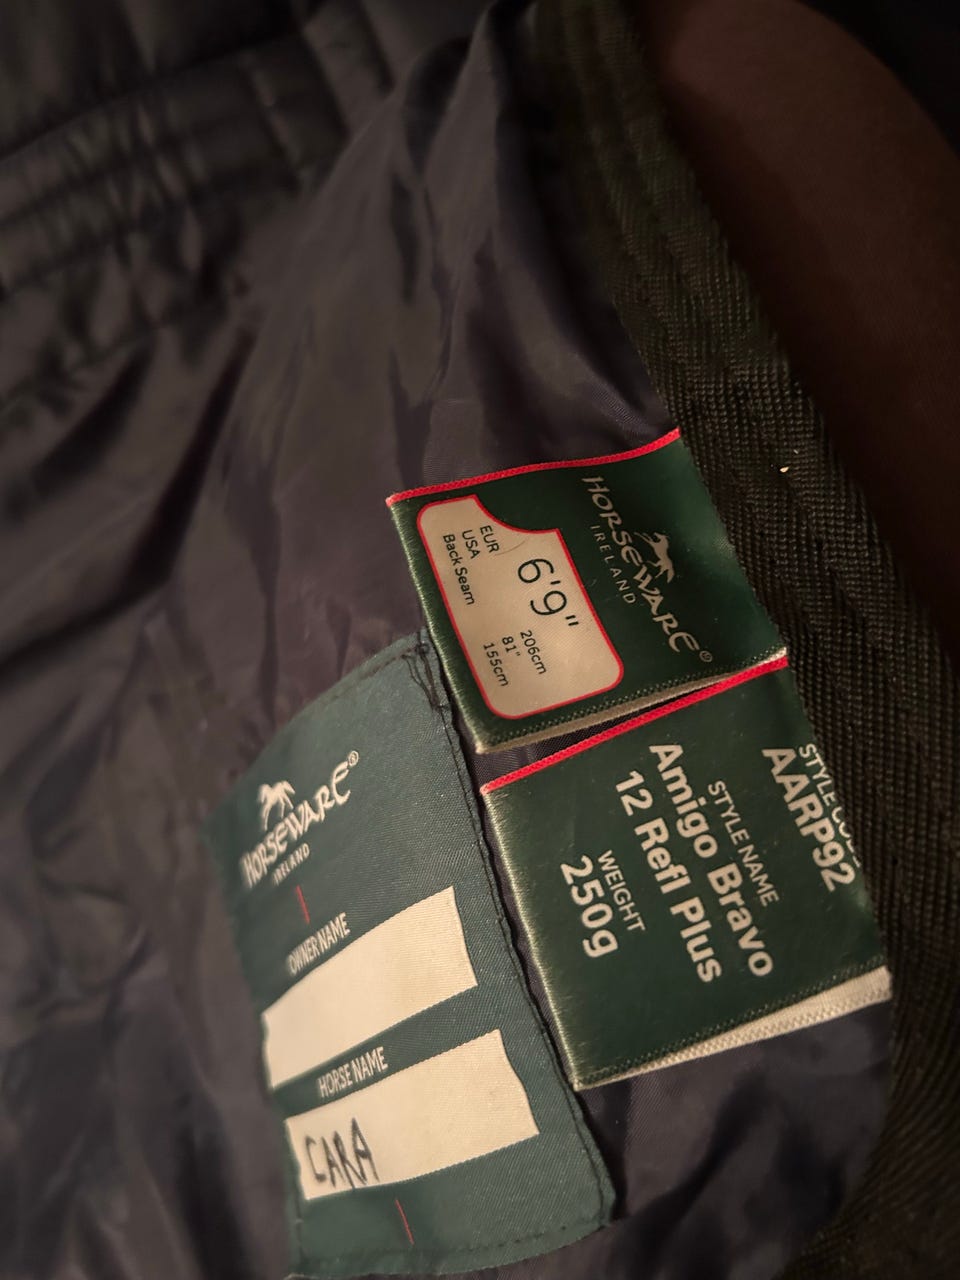 HORSEWARE®
IRELAND
6'9"
EUR 206cm
USA 81"
Back Seam 155cm
STYLE CODE
AARP92
STYLE NAME
Amigo Bravo
12 Refl Plus
WEIGHT
250g
HORSEWARE®
IRELAND
OWNER NAME
HORSE NAME
CARA